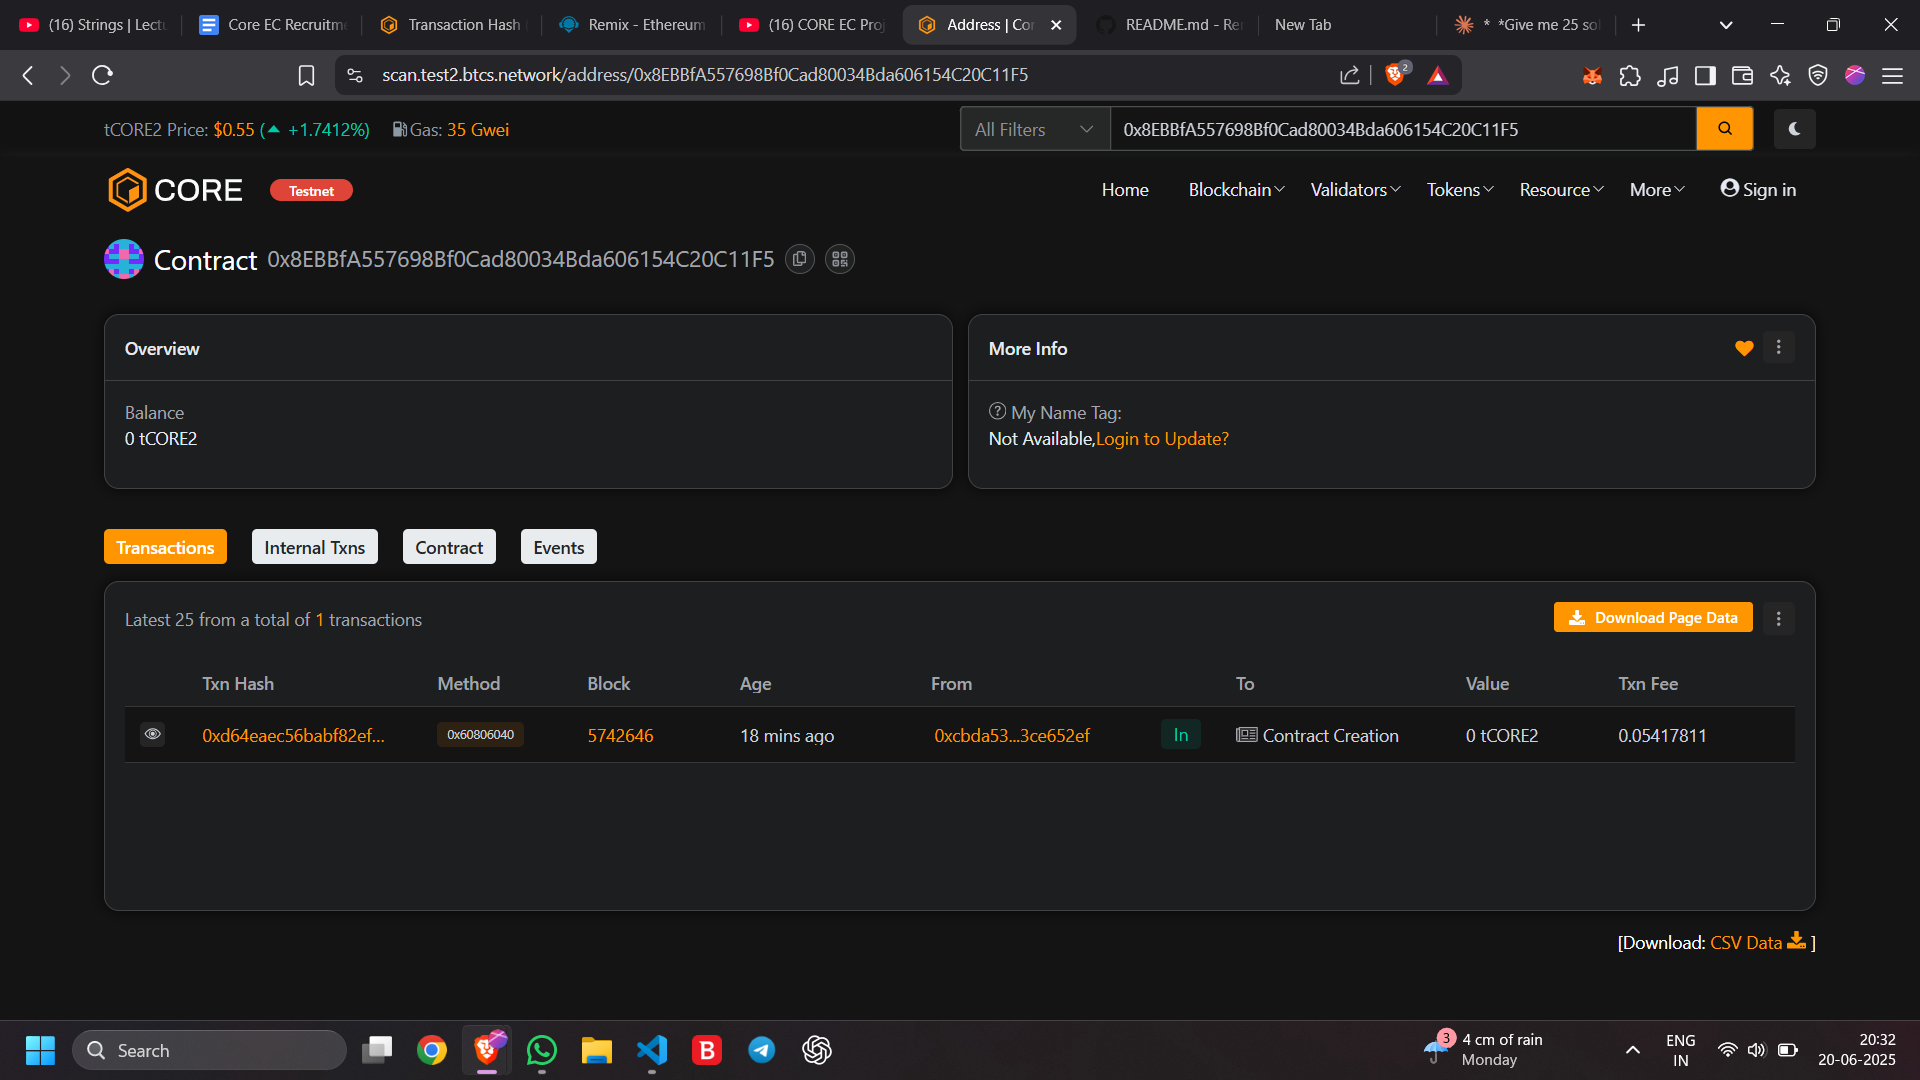 (16) Strings | Lectu
Core EC Recruitme
Transaction Hash
Remix - Ethereum
(16) CORE EC Proj
Address | Cor
README.md - Re
New Tab
* *Give me 25 sol
scan.test2.btcs.network/address/0x8EBBfA557698Bf0Cad80034Bda606154C20C11F5
2
tCORE2 Price: $0.55 (▲ +1.7412%) Gas: 35 Gwei
All Filters
0x8EBBfA557698Bf0Cad80034Bda606154C20C11F5
CORE
Testnet
Home
Blockchain
Validators
Tokens
Resource
More
Sign in
Contract 0x8EBBfA557698Bf0Cad80034Bda606154C20C11F5
Overview
Balance
0 tCORE2
More Info
? My Name Tag:
Not Available,Login to Update?
Transactions
Internal Txns
Contract
Events
Latest 25 from a total of 1 transactions
Download Page Data
Txn Hash Method Block Age From To Value Txn Fee
0xd64eaec56babf82ef... 0x60806040 5742646 18 mins ago 0xcbda53...3ce652ef In Contract Creation 0 tCORE2 0.05417811
[Download: CSV Data ]
Search
B
3
4 cm of rain
Monday
ENG
IN
20:32
20-06-2025